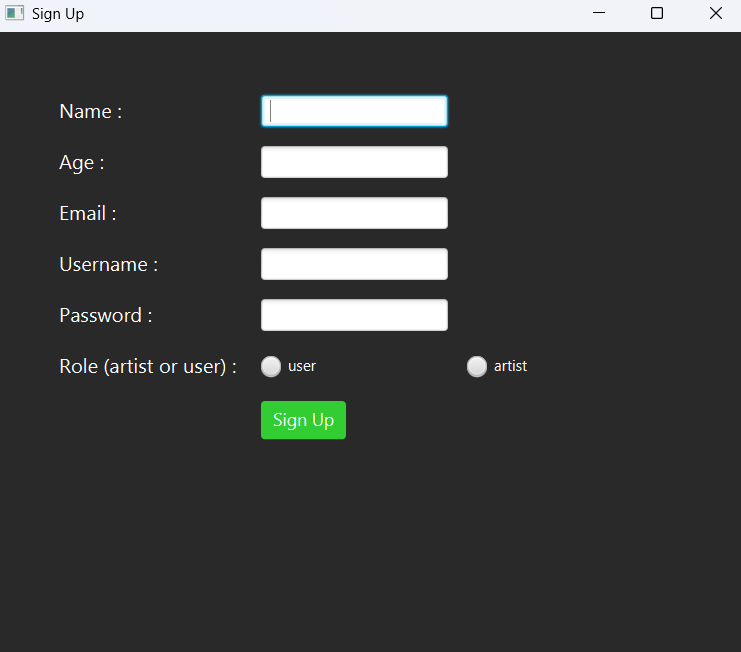 Sign Up
Name :
Age :
Email :
Username :
Password :
Role (artist or user) : user artist
Sign Up